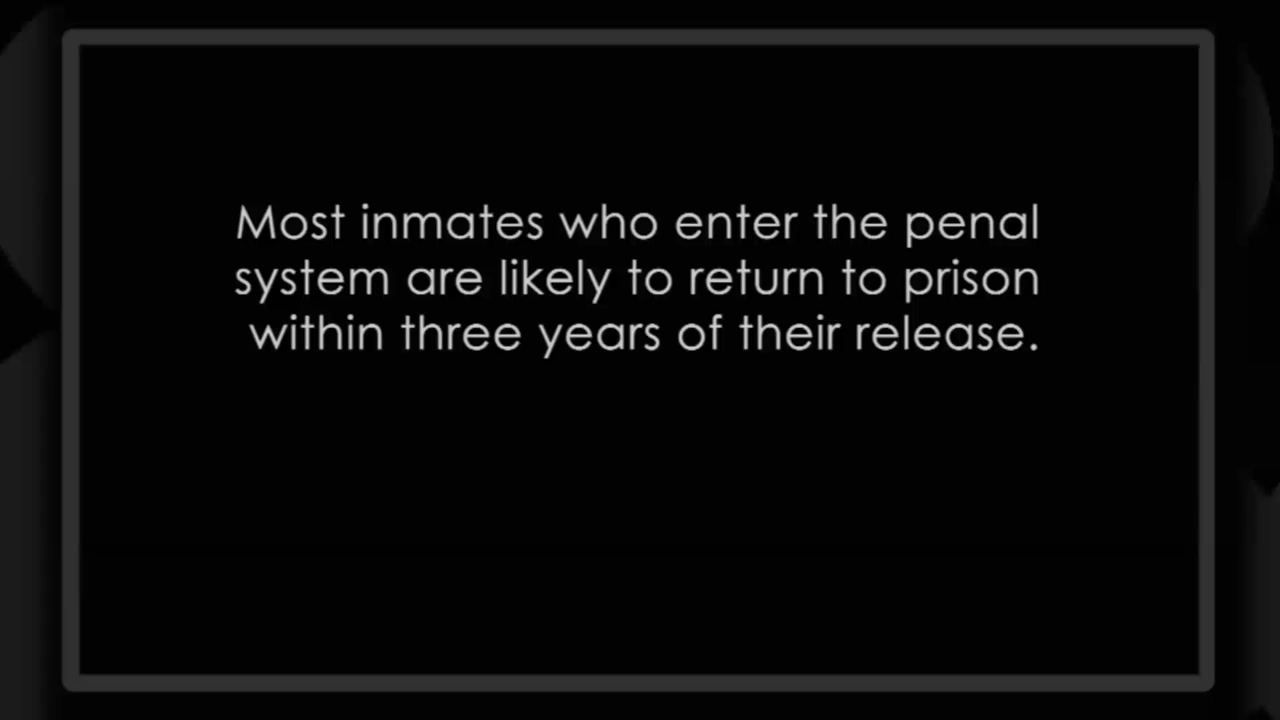 Most inmates who enter the penal
system are likely to return to prison
within three years of their release.